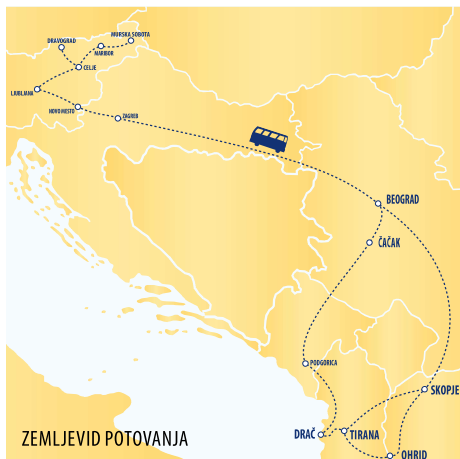 MURSKA SOBOTA
DRAVOGRAD
MARIBOR
CELJE
LJUBLJANA
NOVO MESTO
ZAGREB
BEOGRAD
ČAČAK
PODGORICA
SKOPJE
DRAČ
TIRANA
ZEMLJEVID POTOVANJA
OHRID